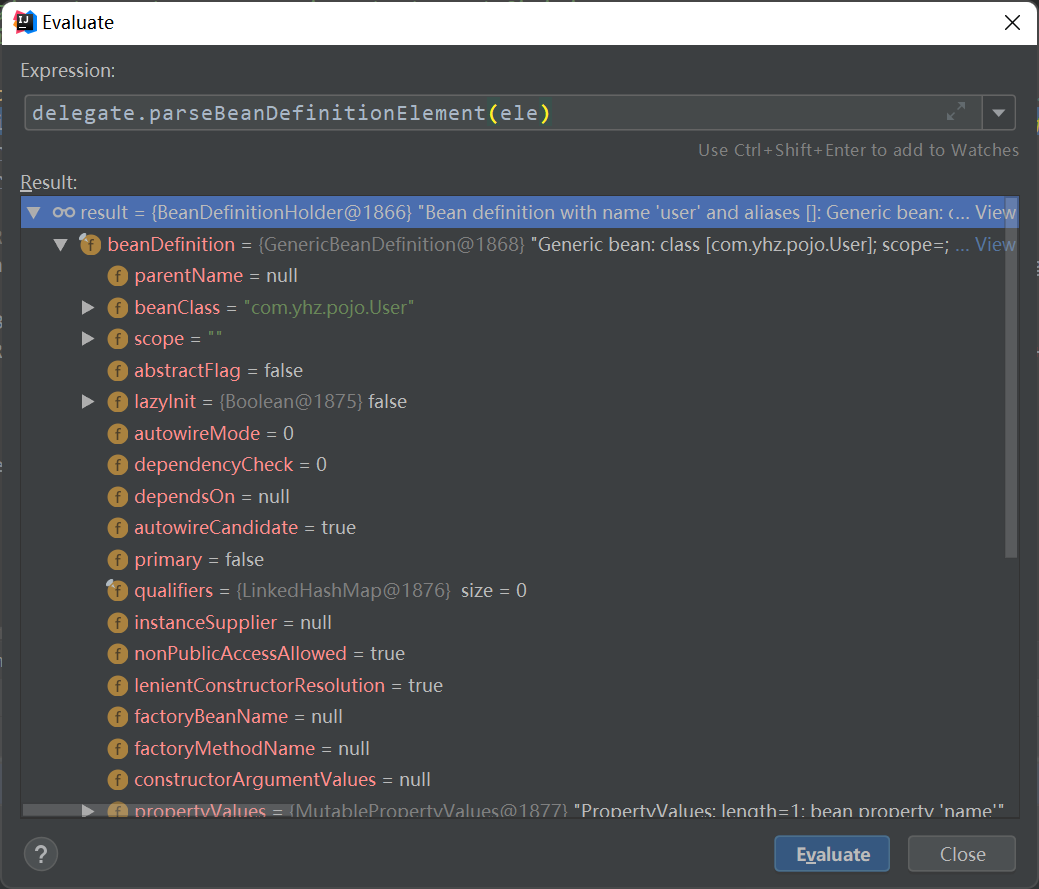 Evaluate
Expression:
delegate.parseBeanDefinitionElement(ele)
Use Ctrl+Shift+Enter to add to Watches
Result:
result = {BeanDefinitionHolder@1866} "Bean definition with name 'user' and aliases []: Generic bean: c... View
beanDefinition = {GenericBeanDefinition@1868} "Generic bean: class [com.yhz.pojo.User]; scope=; ... View
parentName = null
beanClass = "com.yhz.pojo.User"
scope = ""
abstractFlag = false
lazyInit = {Boolean@1875} false
autowireMode = 0
dependencyCheck = 0
dependsOn = null
autowireCandidate = true
primary = false
qualifiers = {LinkedHashMap@1876} size = 0
instanceSupplier = null
nonPublicAccessAllowed = true
lenientConstructorResolution = true
factoryBeanName = null
factoryMethodName = null
constructorArgumentValues = null
propertyValues = {MutablePropertyValues@1877} "PropertyValues: length=1; bean property 'name'"
? Evaluate Close